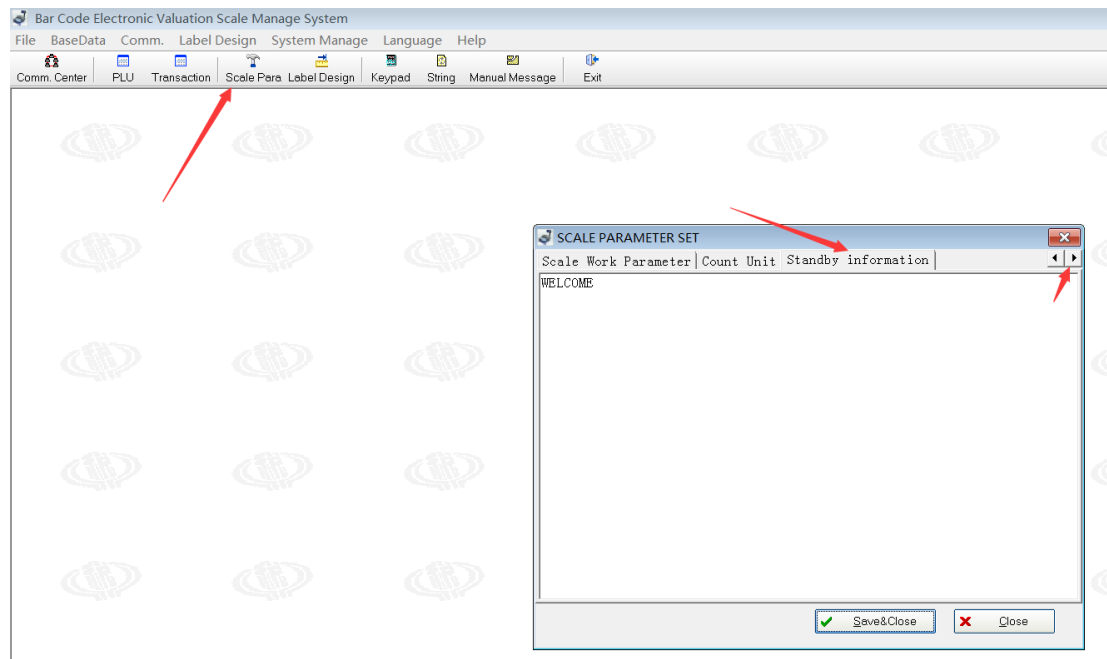 Bar Code Electronic Valuation Scale Manage System
File BaseData Comm. Label Design System Manage Language Help
Comm. Center PLU Transaction Scale Para Label Design Keypad String Manual Message Exit
SCALE PARAMETER SET
Scale Work Parameter Count Unit Standby information
WELCOME
Save&Close Close